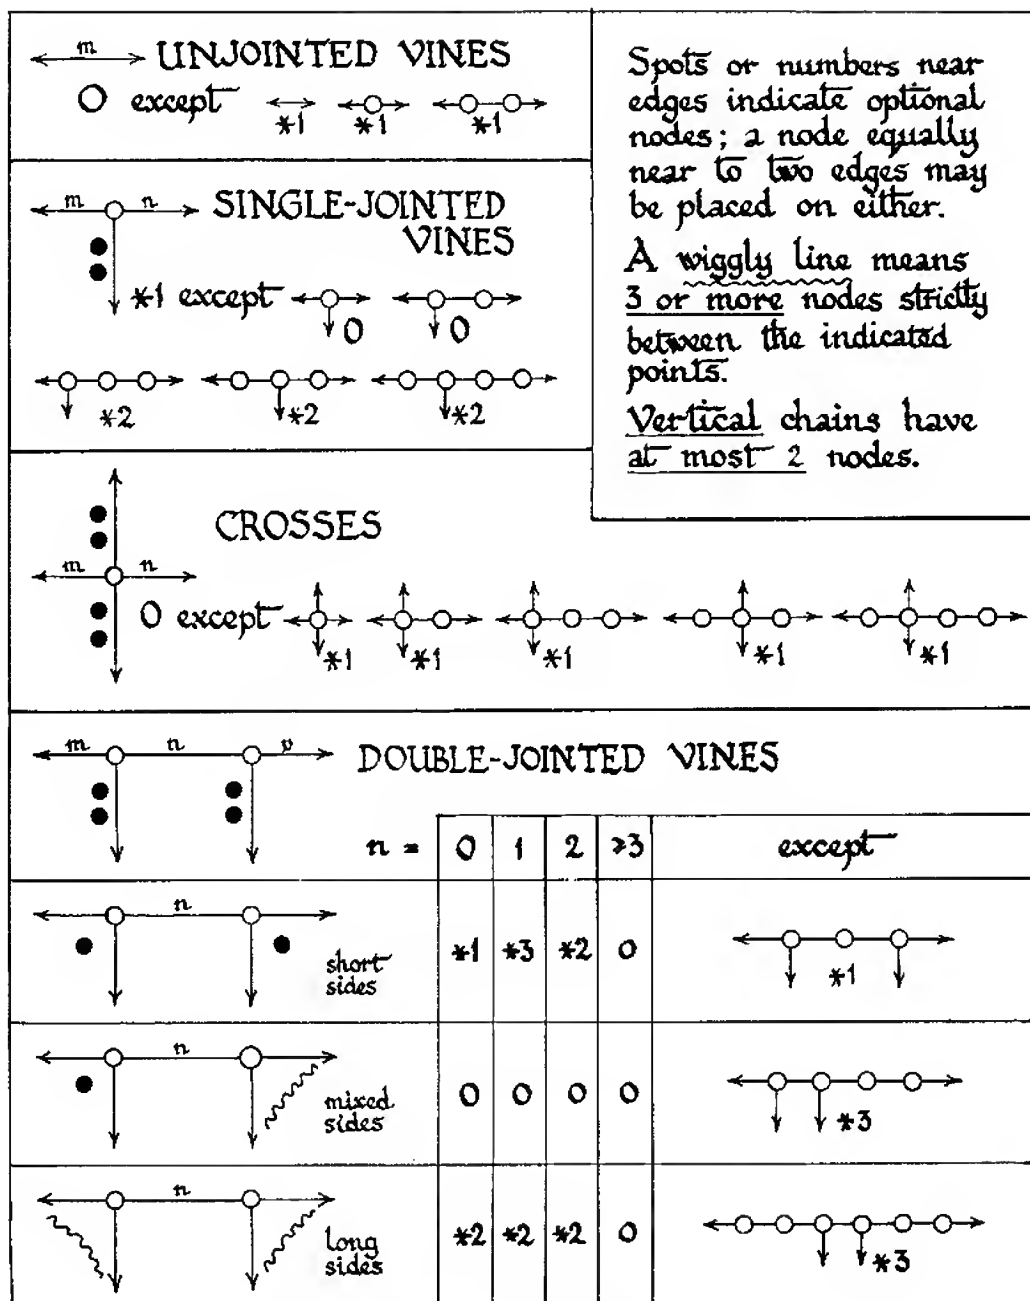 m UNJOINTED VINES
0 except *1 *1 *1
m n SINGLE-JOINTED
VINES
*1 except 0 0
*2 *2 *2
Spots or numbers near
edges indicate optional
nodes; a node equally
near to two edges may
be placed on either.
A wiggly line means
3 or more nodes strictly
between the indicated
points.
Vertical chains have
at most 2 nodes.
CROSSES
m n
0 except *1 *1 *1 *1 *1
m n v DOUBLE-JOINTED VINES
n = 0 1 2 ≥3 except
n
short
sides
*1 *3 *2 0 *1
n
mixed
sides
0 0 0 0 *3
n
long
sides
*2 *2 *2 0 *3